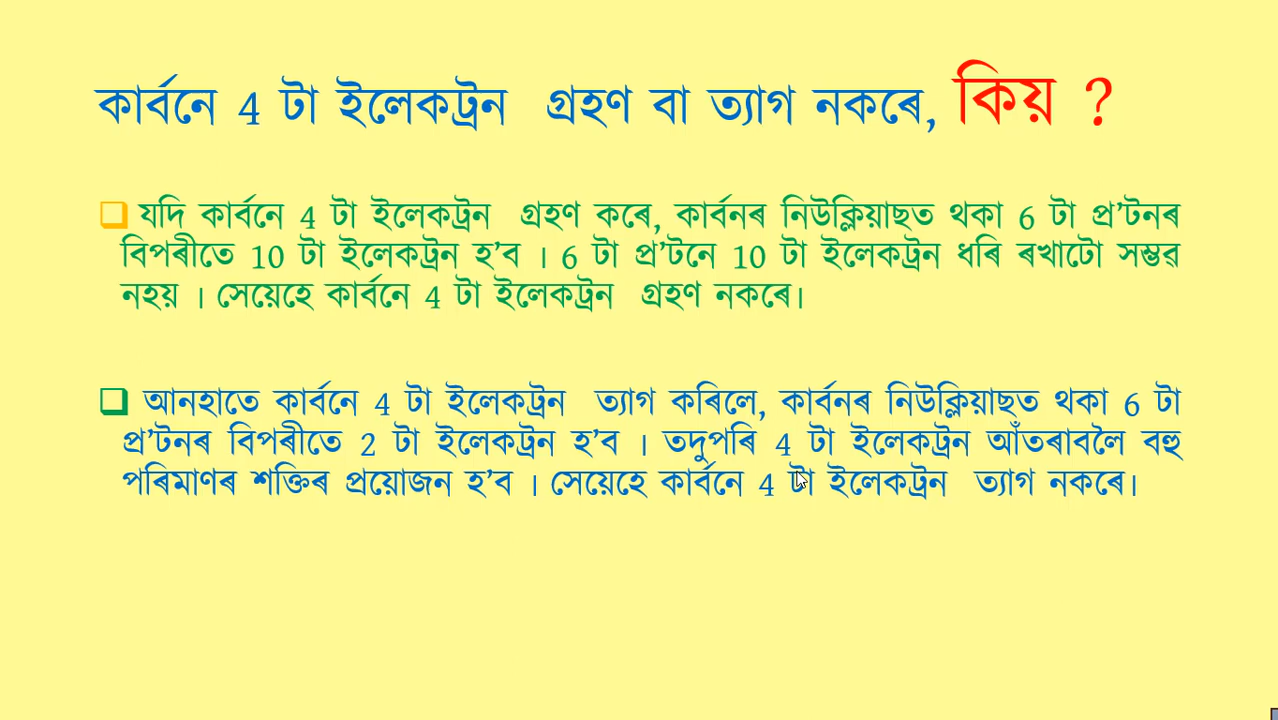 কাৰ্বনে 4 টা ইলেকট্ৰন গ্ৰহণ বা ত্যাগ নকৰে, কিয় ?
যদি কাৰ্বনে 4 টা ইলেকট্ৰন গ্ৰহণ কৰে, কাৰ্বনৰ নিউক্লিয়াছত থকা 6 টা প্ৰ’টনৰ
বিপৰীতে 10 টা ইলেকট্ৰন হ’ব । 6 টা প্ৰ’টনে 10 টা ইলেকট্ৰন ধৰি ৰখাটো সম্ভৱ
নহয় । সেয়েহে কাৰ্বনে 4 টা ইলেকট্ৰন গ্ৰহণ নকৰে।
আনহাতে কাৰ্বনে 4 টা ইলেকট্ৰন ত্যাগ কৰিলে, কাৰ্বনৰ নিউক্লিয়াছত থকা 6 টা
প্ৰ’টনৰ বিপৰীতে 2 টা ইলেকট্ৰন হ’ব । তদুপৰি 4 টা ইলেকট্ৰন আঁতৰাবলৈ বহু
পৰিমাণৰ শক্তিৰ প্ৰয়োজন হ’ব । সেয়েহে কাৰ্বনে 4 টা ইলেকট্ৰন ত্যাগ নকৰে।